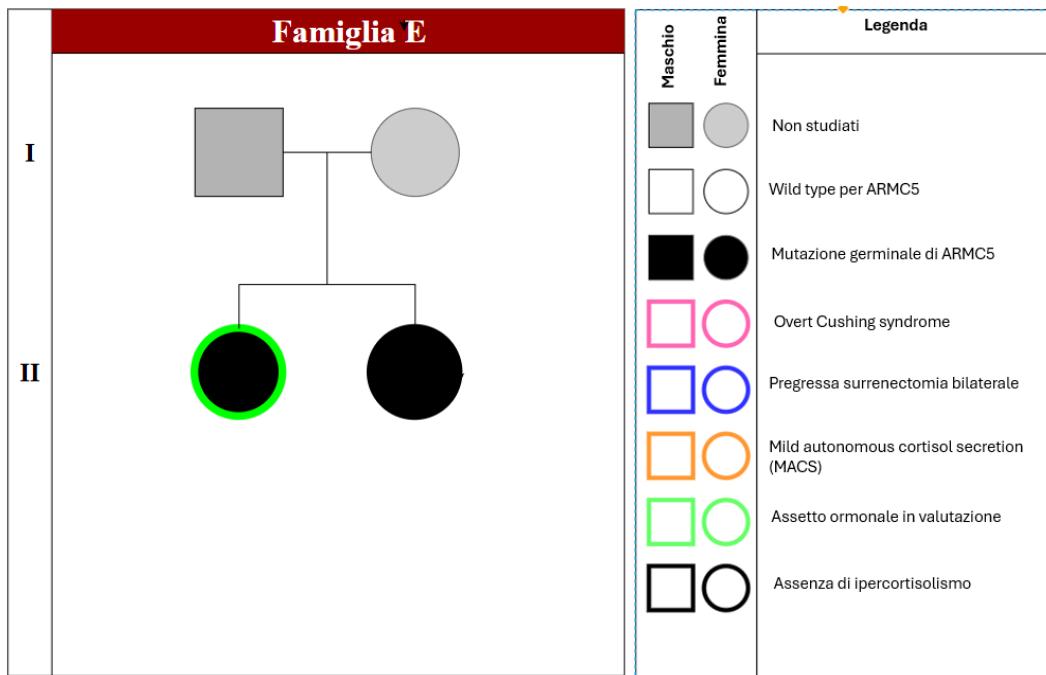 Famiglia E
I
II
Maschio
Femmina
Legenda
Non studiati
Wild type per ARMC5
Mutazione germinale di ARMC5
Overt Cushing syndrome
Pregressa surrenectomia bilaterale
Mild autonomous cortisol secretion
(MACS)
Assetto ormonale in valutazione
Assenza di ipercortisolismo